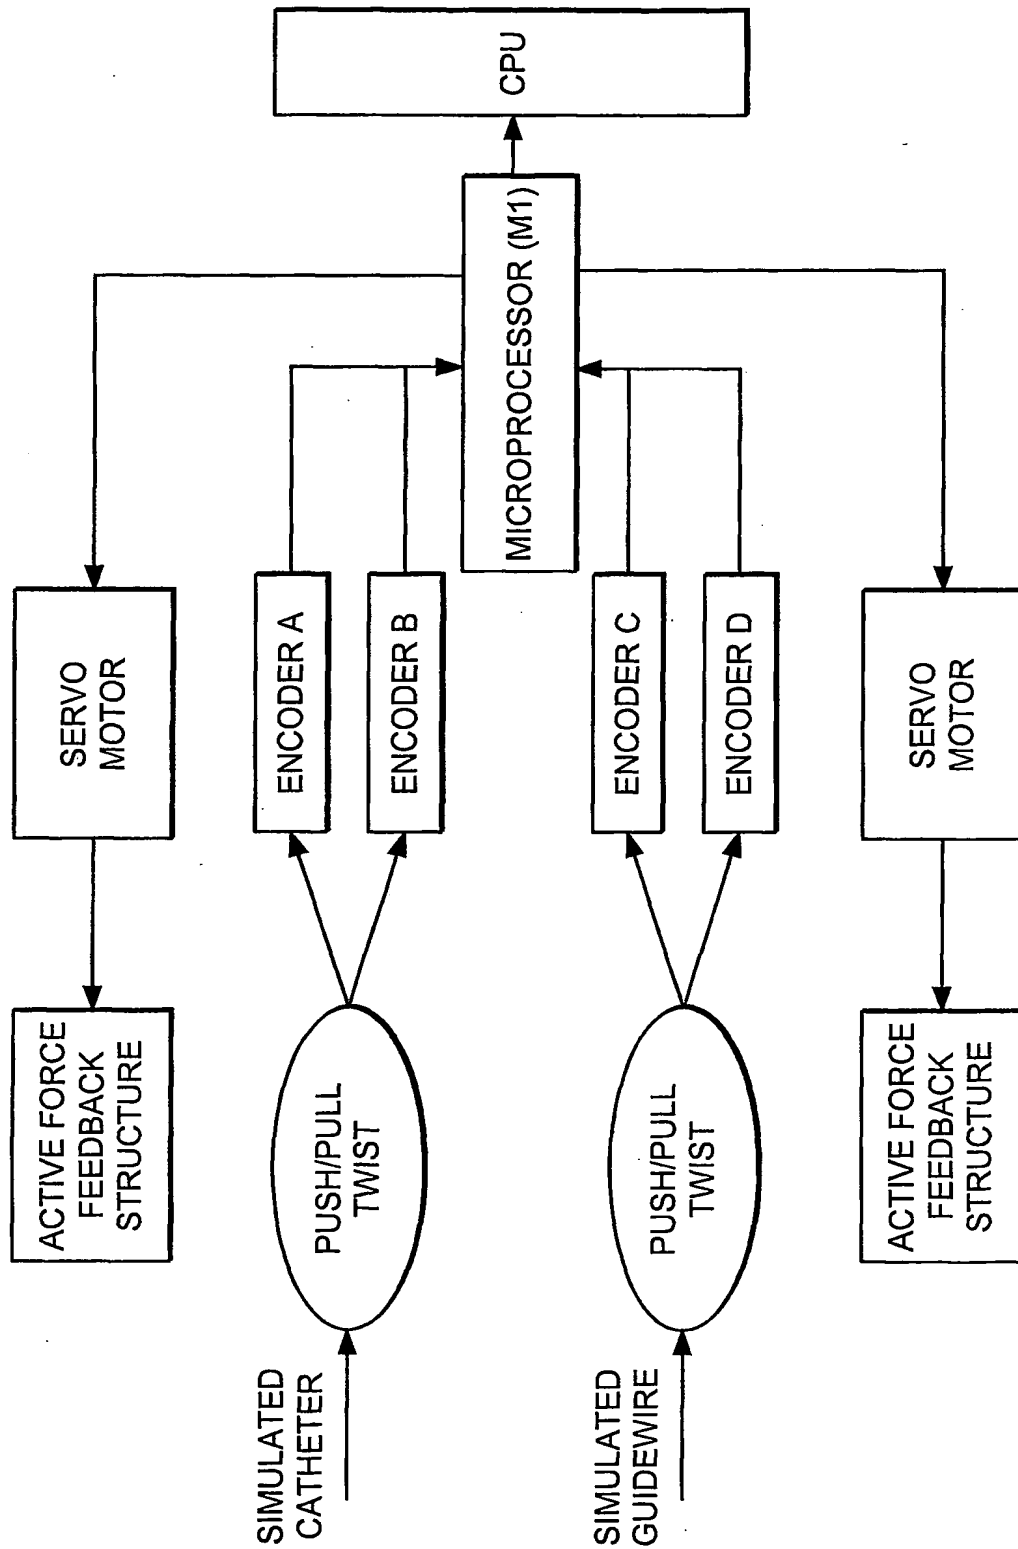 ACTIVE FORCE
FEEDBACK
STRUCTURE
SERVO
MOTOR
SIMULATED
CATHETER
PUSH/PULL
TWIST
ENCODER A
ENCODER B
MICROPROCESSOR (M1)
CPU
SIMULATED
GUIDEWIRE
PUSH/PULL
TWIST
ENCODER C
ENCODER D
ACTIVE FORCE
FEEDBACK
STRUCTURE
SERVO
MOTOR